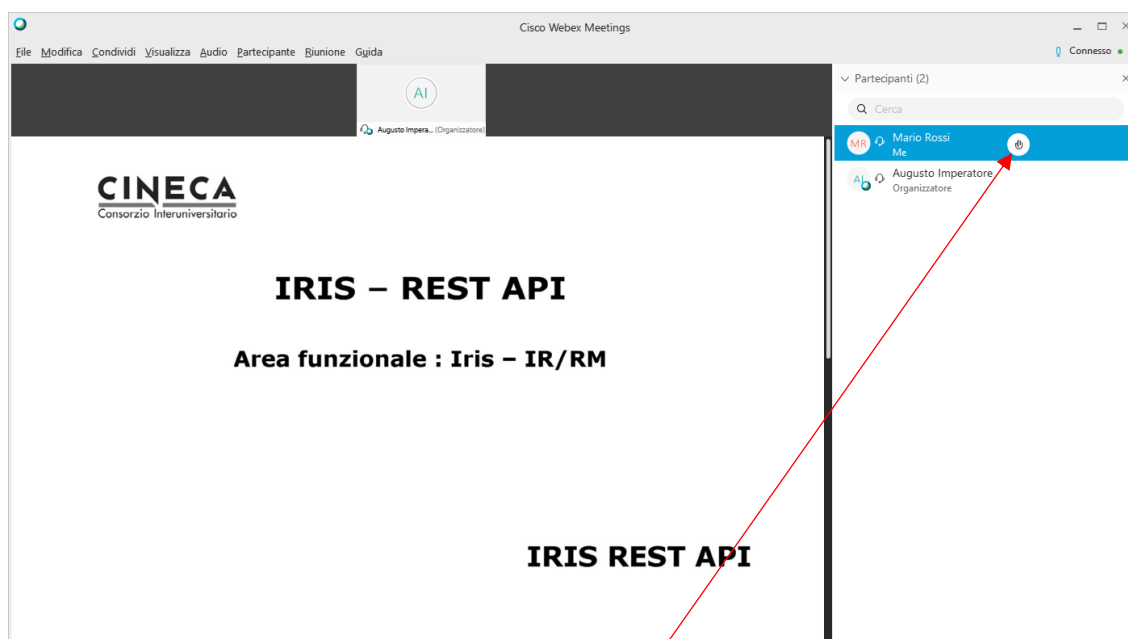 Cisco Webex Meetings
File Modifica Condividi Visualizza Audio Partecipante Riunione Guida
Connesso
AI
Augusto Impera... (Organizzatore)
Partecipanti (2)
Cerca
MR Mario Rossi
Me
AI Augusto Imperatore
Organizzatore
CINECA
Consorzio Interuniversitario
IRIS – REST API
Area funzionale : Iris – IR/RM
IRIS REST API